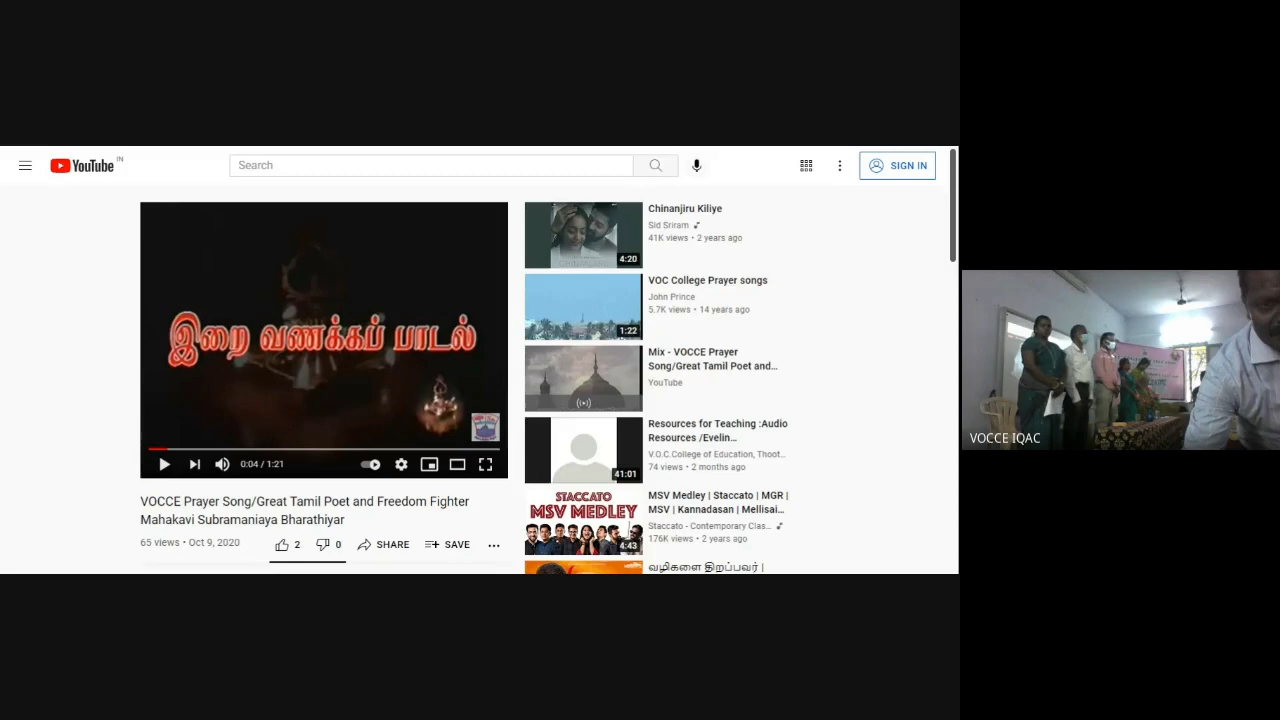 YouTube IN
Search
SIGN IN
இறை வணக்கப் பாடல்
0:04 / 1:21
VOCCE Prayer Song/Great Tamil Poet and Freedom Fighter
Mahakavi Subramaniaya Bharathiyar
65 views • Oct 9, 2020
2
0
SHARE
SAVE
4:20
Chinanjiru Kiliye
Sid Sriram
41K views • 2 years ago
1:22
VOC College Prayer songs
John Prince
5.7K views • 14 years ago
Mix - VOCCE Prayer
Song/Great Tamil Poet and...
YouTube
41:01
Resources for Teaching :Audio
Resources /Evelin...
V.O.C.College of Education, Thoot...
74 views • 2 months ago
STACCATO
MSV MEDLEY
4:43
MSV Medley | Staccato | MGR |
MSV | Kannadasan | Mellisai...
Staccato - Contemporary Clas...
176K views • 2 years ago
வழிகளை திறப்பவர் |
VOCCE IQAC